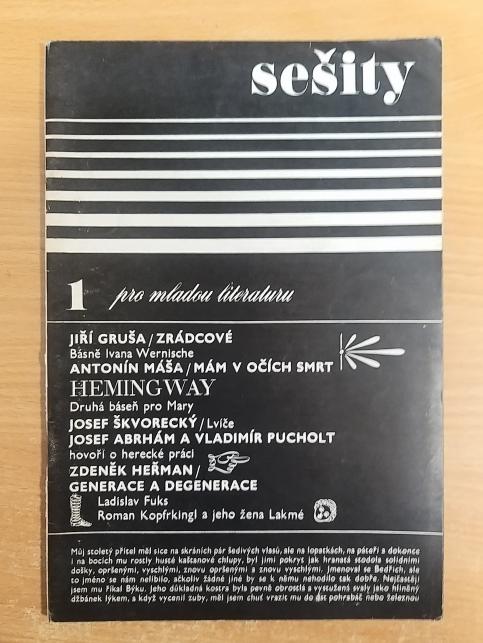 sešity
1 pro mladou literaturu
JIŘÍ GRUŠA / ZRÁDCOVÉ
Básně Ivana Wernische
ANTONÍN MÁŠA / MÁM V OČÍCH SMRT
HEMINGWAY
Druhá báseň pro Mary
JOSEF ŠKVORECKÝ / Lvíče
JOSEF ABRHÁM A VLADIMÍR PUCHOLT
hovoří o herecké práci
ZDENĚK HEŘMAN /
GENERACE A DEGENERACE
Ladislav Fuks
Roman Kopfrkingl a jeho žena Lakmé
Můj stoletý přítel měl sice na skráních pár šedivých vlasů, ale na lopatkách, na páteři a dokonce
i na bocích mu rostly husté kaštanové chlupy, byl jimi pokryt jak hranatá stodola solidními
došky, opršenými, vyschlými, znovu opršenými a znovu vyschlými. Jmenoval se Bedřich, ale
to jméno se nám nelíbilo, ačkoliv žádné jiné by se k němu nehodilo tak dobře. Nejčastěji
jsem mu říkal Býku. Jeho důkladná kostra byla pevně obrostlá a vyztužená svaly jako hliněný
džbánek lýkem, a když vycenil zuby, měl jsem chuť vrazit mu do úst pohrabáč nebo železnou